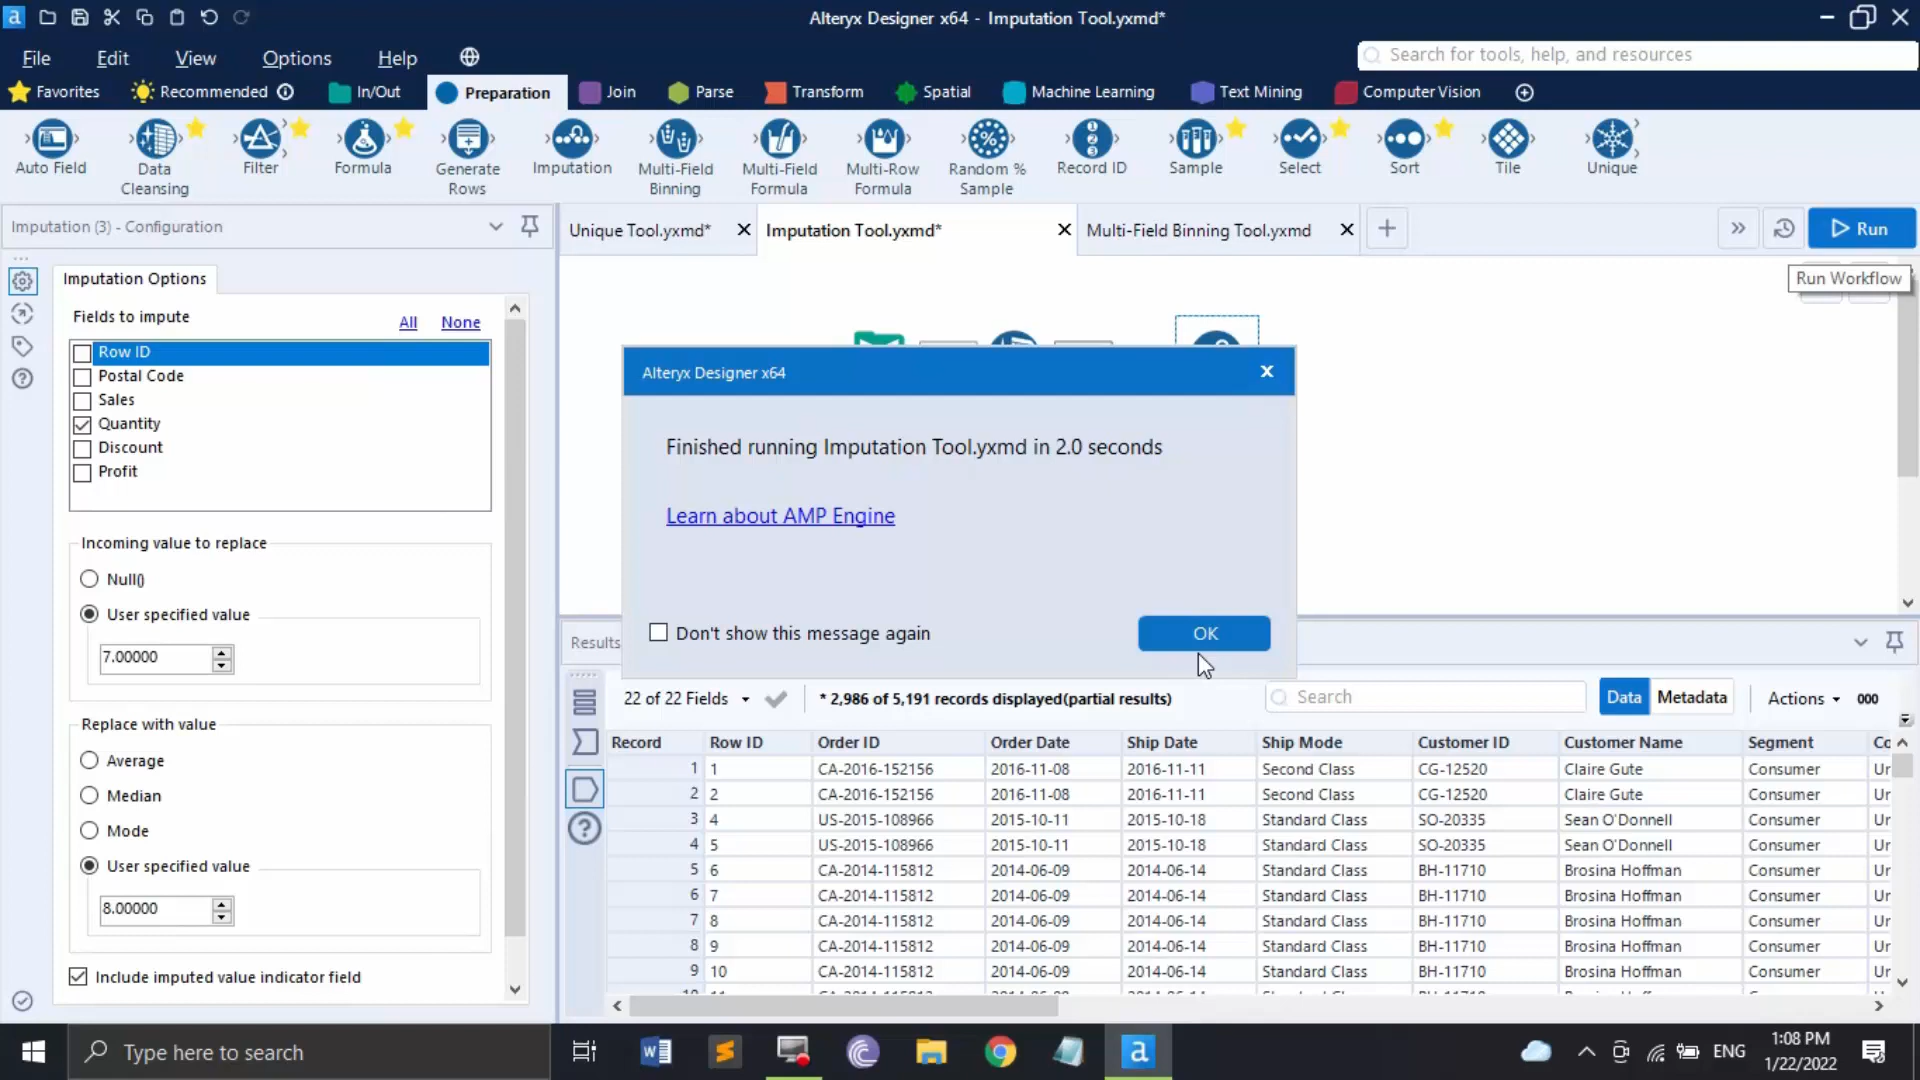 Alteryx Designer x64 - Imputation Tool.yxmd*
File Edit View Options Help
Search for tools, help, and resources
Favorites Recommended In/Out Preparation Join Parse Transform Spatial Machine Learning Text Mining Computer Vision
Auto Field
Data Cleansing
Filter
Formula
Generate Rows
Imputation
Multi-Field Binning
Multi-Field Formula
Multi-Row Formula
Random % Sample
Record ID
Sample
Select
Sort
Tile
Unique
Imputation (3) - Configuration
Unique Tool.yxmd* Imputation Tool.yxmd* Multi-Field Binning Tool.yxmd Run
Run Workflow
Imputation Options
Fields to impute All None
Row ID
Postal Code
Sales
Quantity
Discount
Profit
Incoming value to replace
Null()
User specified value
7.00000
Replace with value
Average
Median
Mode
User specified value
8.00000
Include imputed value indicator field
Alteryx Designer x64
Finished running Imputation Tool.yxmd in 2.0 seconds
Learn about AMP Engine
Don't show this message again OK
Results
22 of 22 Fields * 2,986 of 5,191 records displayed(partial results) Search Data Metadata Actions 000
Record Row ID Order ID Order Date Ship Date Ship Mode Customer ID Customer Name Segment
1 1 CA-2016-152156 2016-11-08 2016-11-11 Second Class CG-12520 Claire Gute Consumer
2 2 CA-2016-152156 2016-11-08 2016-11-11 Second Class CG-12520 Claire Gute Consumer
3 4 US-2015-108966 2015-10-11 2015-10-18 Standard Class SO-20335 Sean O'Donnell Consumer
4 5 US-2015-108966 2015-10-11 2015-10-18 Standard Class SO-20335 Sean O'Donnell Consumer
5 6 CA-2014-115812 2014-06-09 2014-06-14 Standard Class BH-11710 Brosina Hoffman Consumer
6 7 CA-2014-115812 2014-06-09 2014-06-14 Standard Class BH-11710 Brosina Hoffman Consumer
7 8 CA-2014-115812 2014-06-09 2014-06-14 Standard Class BH-11710 Brosina Hoffman Consumer
8 9 CA-2014-115812 2014-06-09 2014-06-14 Standard Class BH-11710 Brosina Hoffman Consumer
9 10 CA-2014-115812 2014-06-09 2014-06-14 Standard Class BH-11710 Brosina Hoffman Consumer
Type here to search
ENG
1:08 PM
1/22/2022